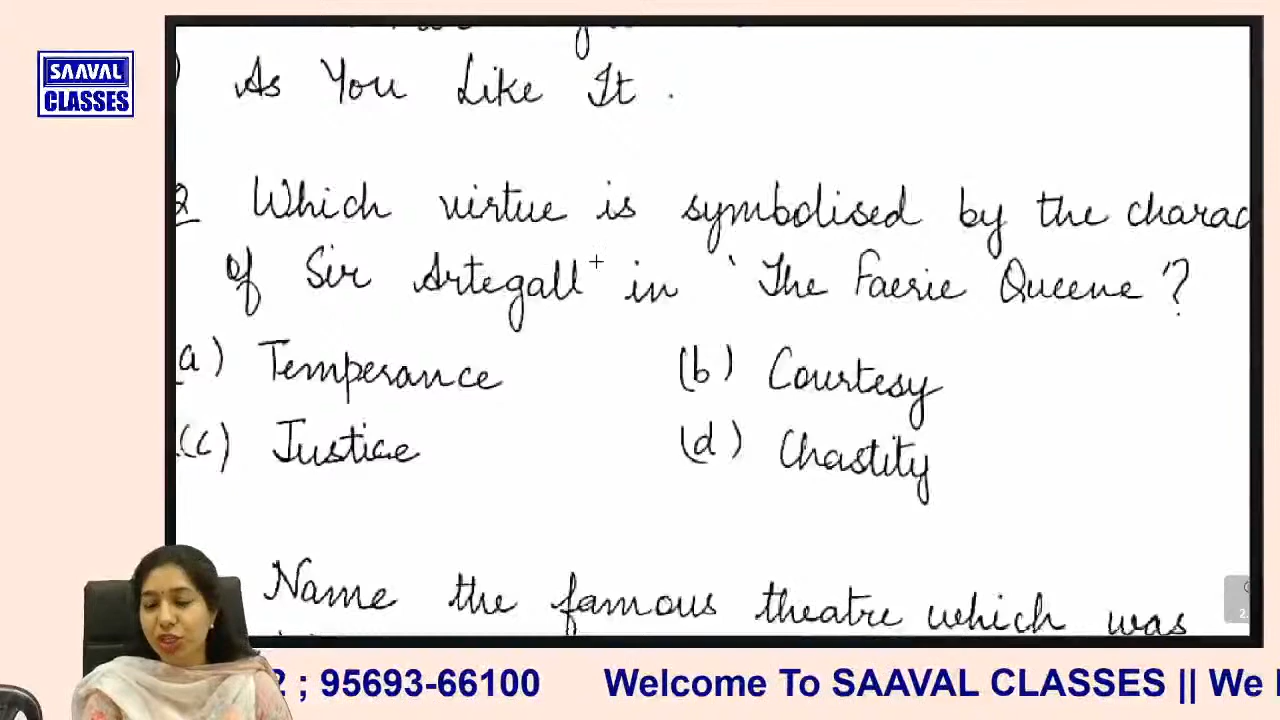 SAAVAL
CLASSES
As You Like It.
2 Which virtue is symbolised by the charac
of Sir Artegall in 'The Faerie Queene'?
(a) Temperance (b) Courtesy
(c) Justice (d) Chastity
Name the famous theatre which was
2 ; 95693-66100 Welcome To SAAVAL CLASSES || We